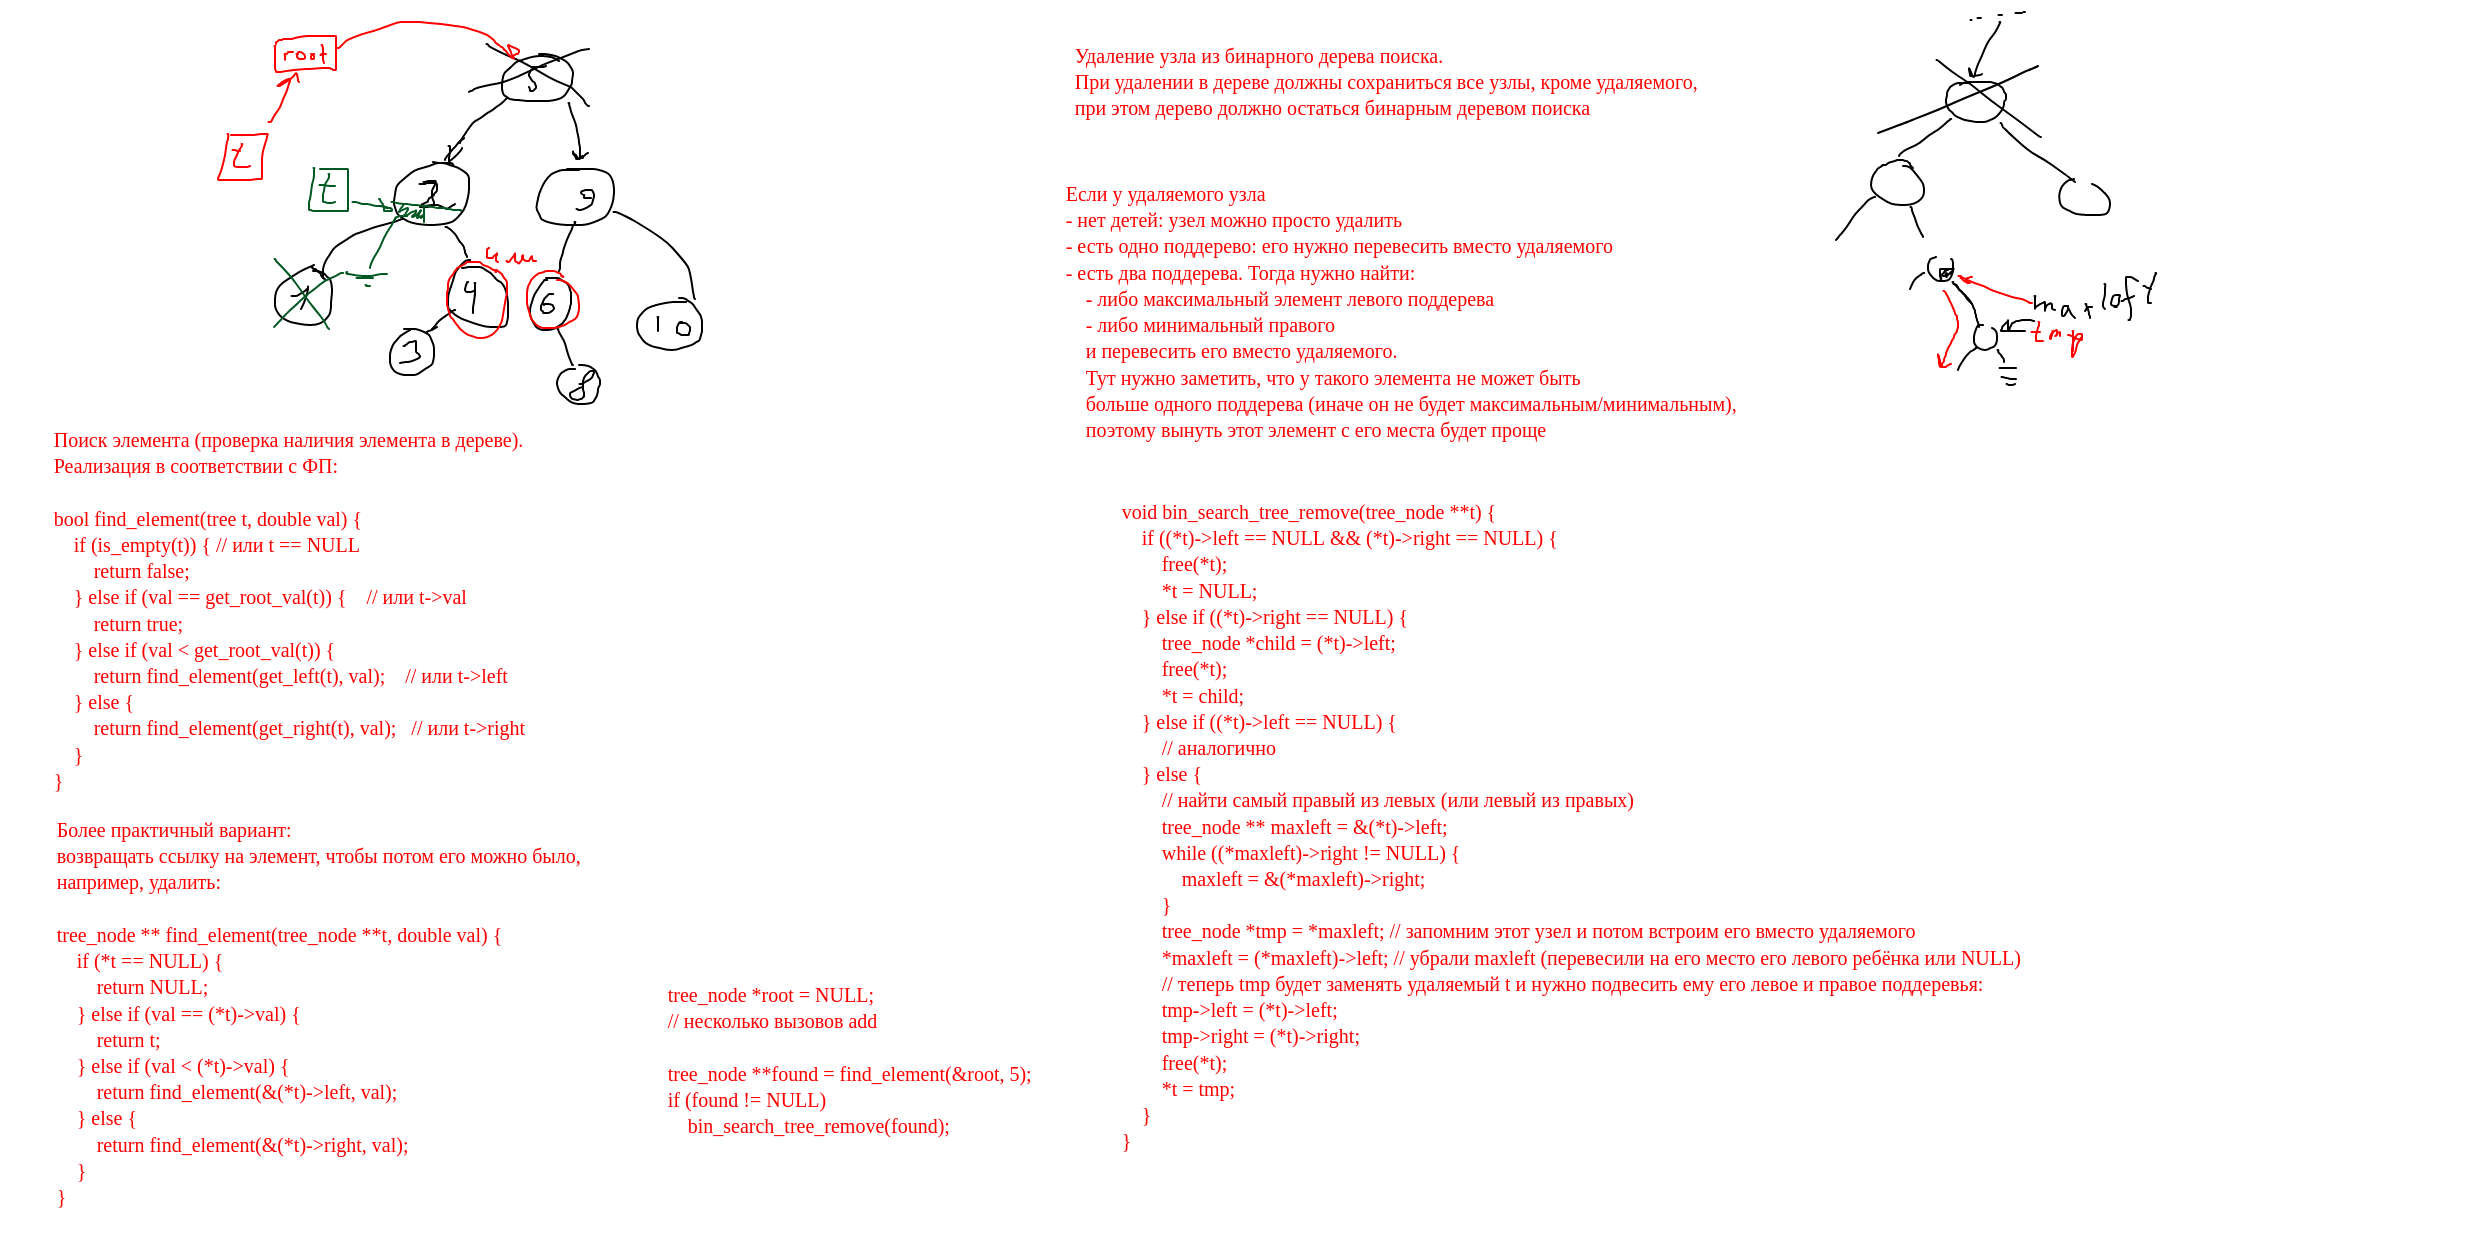 root
t
t
5
2
9
1
4
или
6
10
3
8
Поиск элемента (проверка наличия элемента в дереве).
Реализация в соответствии с ФП:
bool find_element(tree t, double val) {
if (is_empty(t)) { // или t == NULL
return false;
} else if (val == get_root_val(t)) { // или t->val
return true;
} else if (val < get_root_val(t)) {
return find_element(get_left(t), val); // или t->left
} else {
return find_element(get_right(t), val); // или t->right
}
}
Более практичный вариант:
возвращать ссылку на элемент, чтобы потом его можно было,
например, удалить:
tree_node ** find_element(tree_node **t, double val) {
if (*t == NULL) {
return NULL;
} else if (val == (*t)->val) {
return t;
} else if (val < (*t)->val) {
return find_element(&(*t)->left, val);
} else {
return find_element(&(*t)->right, val);
}
}
tree_node *root = NULL;
// несколько вызовов add
tree_node **found = find_element(&root, 5);
if (found != NULL)
bin_search_tree_remove(found);
Удаление узла из бинарного дерева поиска.
При удалении в дереве должны сохраниться все узлы, кроме удаляемого,
при этом дерево должно остаться бинарным деревом поиска
Если у удаляемого узла
- нет детей: узел можно просто удалить
- есть одно поддерево: его нужно перевесить вместо удаляемого
- есть два поддерева. Тогда нужно найти:
- либо максимальный элемент левого поддерева
- либо минимальный правого
и перевесить его вместо удаляемого.
Тут нужно заметить, что у такого элемента не может быть
больше одного поддерева (иначе он не будет максимальным/минимальным),
поэтому вынуть этот элемент с его места будет проще
void bin_search_tree_remove(tree_node **t) {
if ((*t)->left == NULL && (*t)->right == NULL) {
free(*t);
*t = NULL;
} else if ((*t)->right == NULL) {
tree_node *child = (*t)->left;
free(*t);
*t = child;
} else if ((*t)->left == NULL) {
// аналогично
} else {
// найти самый правый из левых (или левый из правых)
tree_node ** maxleft = &(*t)->left;
while ((*maxleft)->right != NULL) {
maxleft = &(*maxleft)->right;
}
tree_node *tmp = *maxleft; // запомним этот узел и потом встроим его вместо удаляемого
*maxleft = (*maxleft)->left; // убрали maxleft (перевесили на его место его левого ребёнка или NULL)
// теперь tmp будет заменять удаляемый t и нужно подвесить ему его левое и правое поддеревья:
tmp->left = (*t)->left;
tmp->right = (*t)->right;
free(*t);
*t = tmp;
}
}
maxleft
tmp